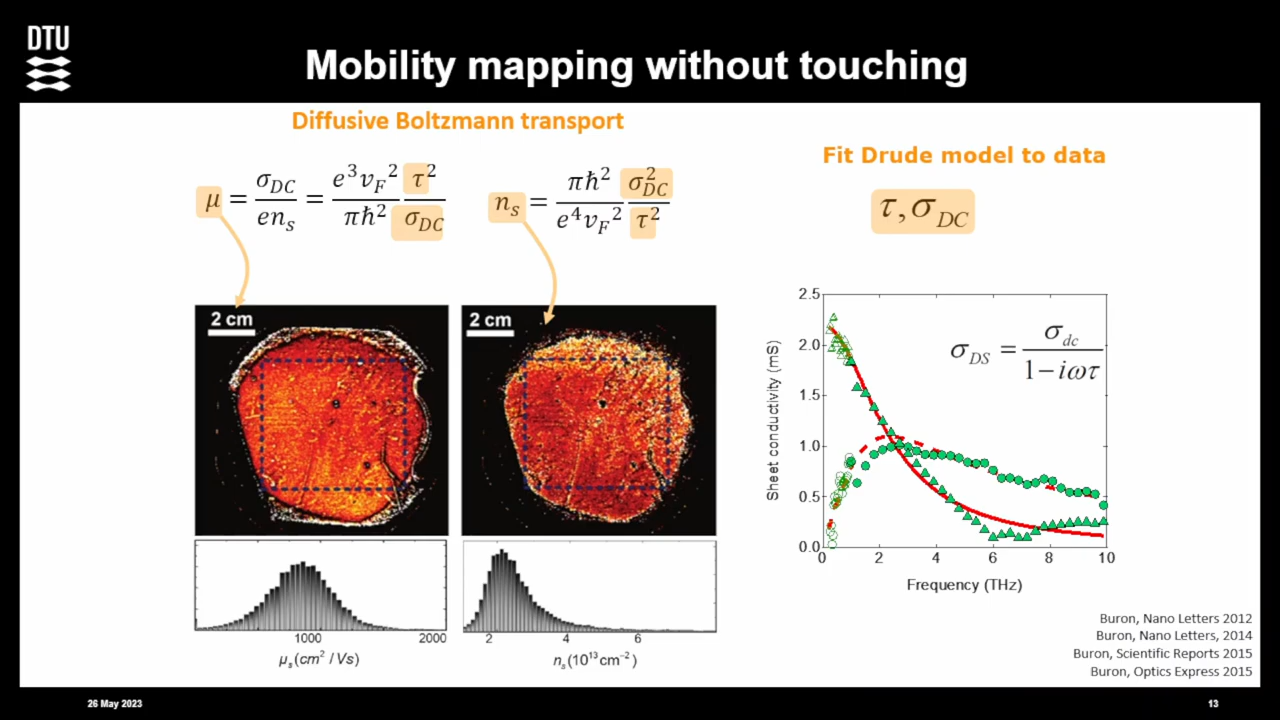 DTU
Mobility mapping without touching
Diffusive Boltzmann transport
μ = σ_DC / en_s = e³v_F² / πħ² τ² / σ_DC
n_s = πħ² / e⁴v_F² σ²_DC / τ²
2 cm
2 cm
1000 2000
μ_s (cm² / Vs)
2 4 6
n_s (10¹³ cm⁻²)
Fit Drude model to data
τ, σ_DC
σ_DS = σ_dc / 1−iωτ
2.5
2.0
1.5
1.0
0.5
0.0
Sheet conductivity (mS)
0 2 4 6 8 10
Frequency (THz)
Buron, Nano Letters 2012
Buron, Nano Letters, 2014
Buron, Scientific Reports 2015
Buron, Optics Express 2015
26 May 2023
13